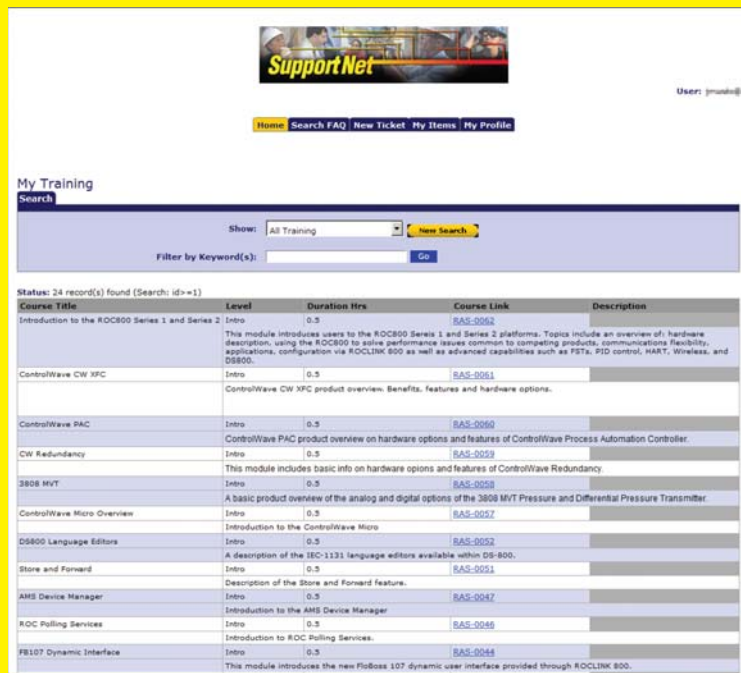 SupportNet
User:
Home Search FAQ New Ticket My Items My Profile
My Training
Search
Show: All Training New Search
Filter by Keyword(s): Go
Status: 24 record(s) found (Search: id>=1)
Course Title Level Duration Hrs Course Link Description
Introduction to the ROC800 Series 1 and Series 2 Intro 0.5 RAS-0062
This module introduces users to the ROC800 Sereis 1 and Series 2 platforms. Topics include an overview of: hardware
description, using the ROC800 to solve performance issues common to competing products, communications flexibility,
applications, configuration via ROCLINK 800 as well as advanced capabilities such as FSTs, PID control, HART, Wireless, and
DS800.
ControlWave CW XFC Intro 0.5 RAS-0061
ControlWave CW XFC product overview. Benefits, features and hardware options.
ControlWave PAC Intro 0.5 RAS-0060
ControlWave PAC product overview on hardware options and features of ControlWave Process Automation Controller.
CW Redundancy Intro 0.5 RAS-0059
This module includes basic info on hardware opions and features of ControlWave Redundancy.
3808 MVT Intro 0.5 RAS-0058
A basic product overview of the analog and digital options of the 3808 MVT Pressure and Differential Pressure Transmitter.
ControlWave Micro Overview Intro 0.5 RAS-0057
Introduction to the ControlWave Micro
DS800 Language Editors Intro 0.5 RAS-0052
A description of the IEC-1131 language editors available within DS-800.
Store and Forward Intro 0.5 RAS-0051
Description of the Store and Forward feature.
AMS Device Manager Intro 0.5 RAS-0047
Introduction to the AMS Device Manager
ROC Polling Services Intro 0.5 RAS-0046
Introduction to ROC Polling Services.
FB107 Dynamic Interface Intro 0.5 RAS-0044
This module introduces the new FloBoss 107 dynamic user interface provided through ROCLINK 800.